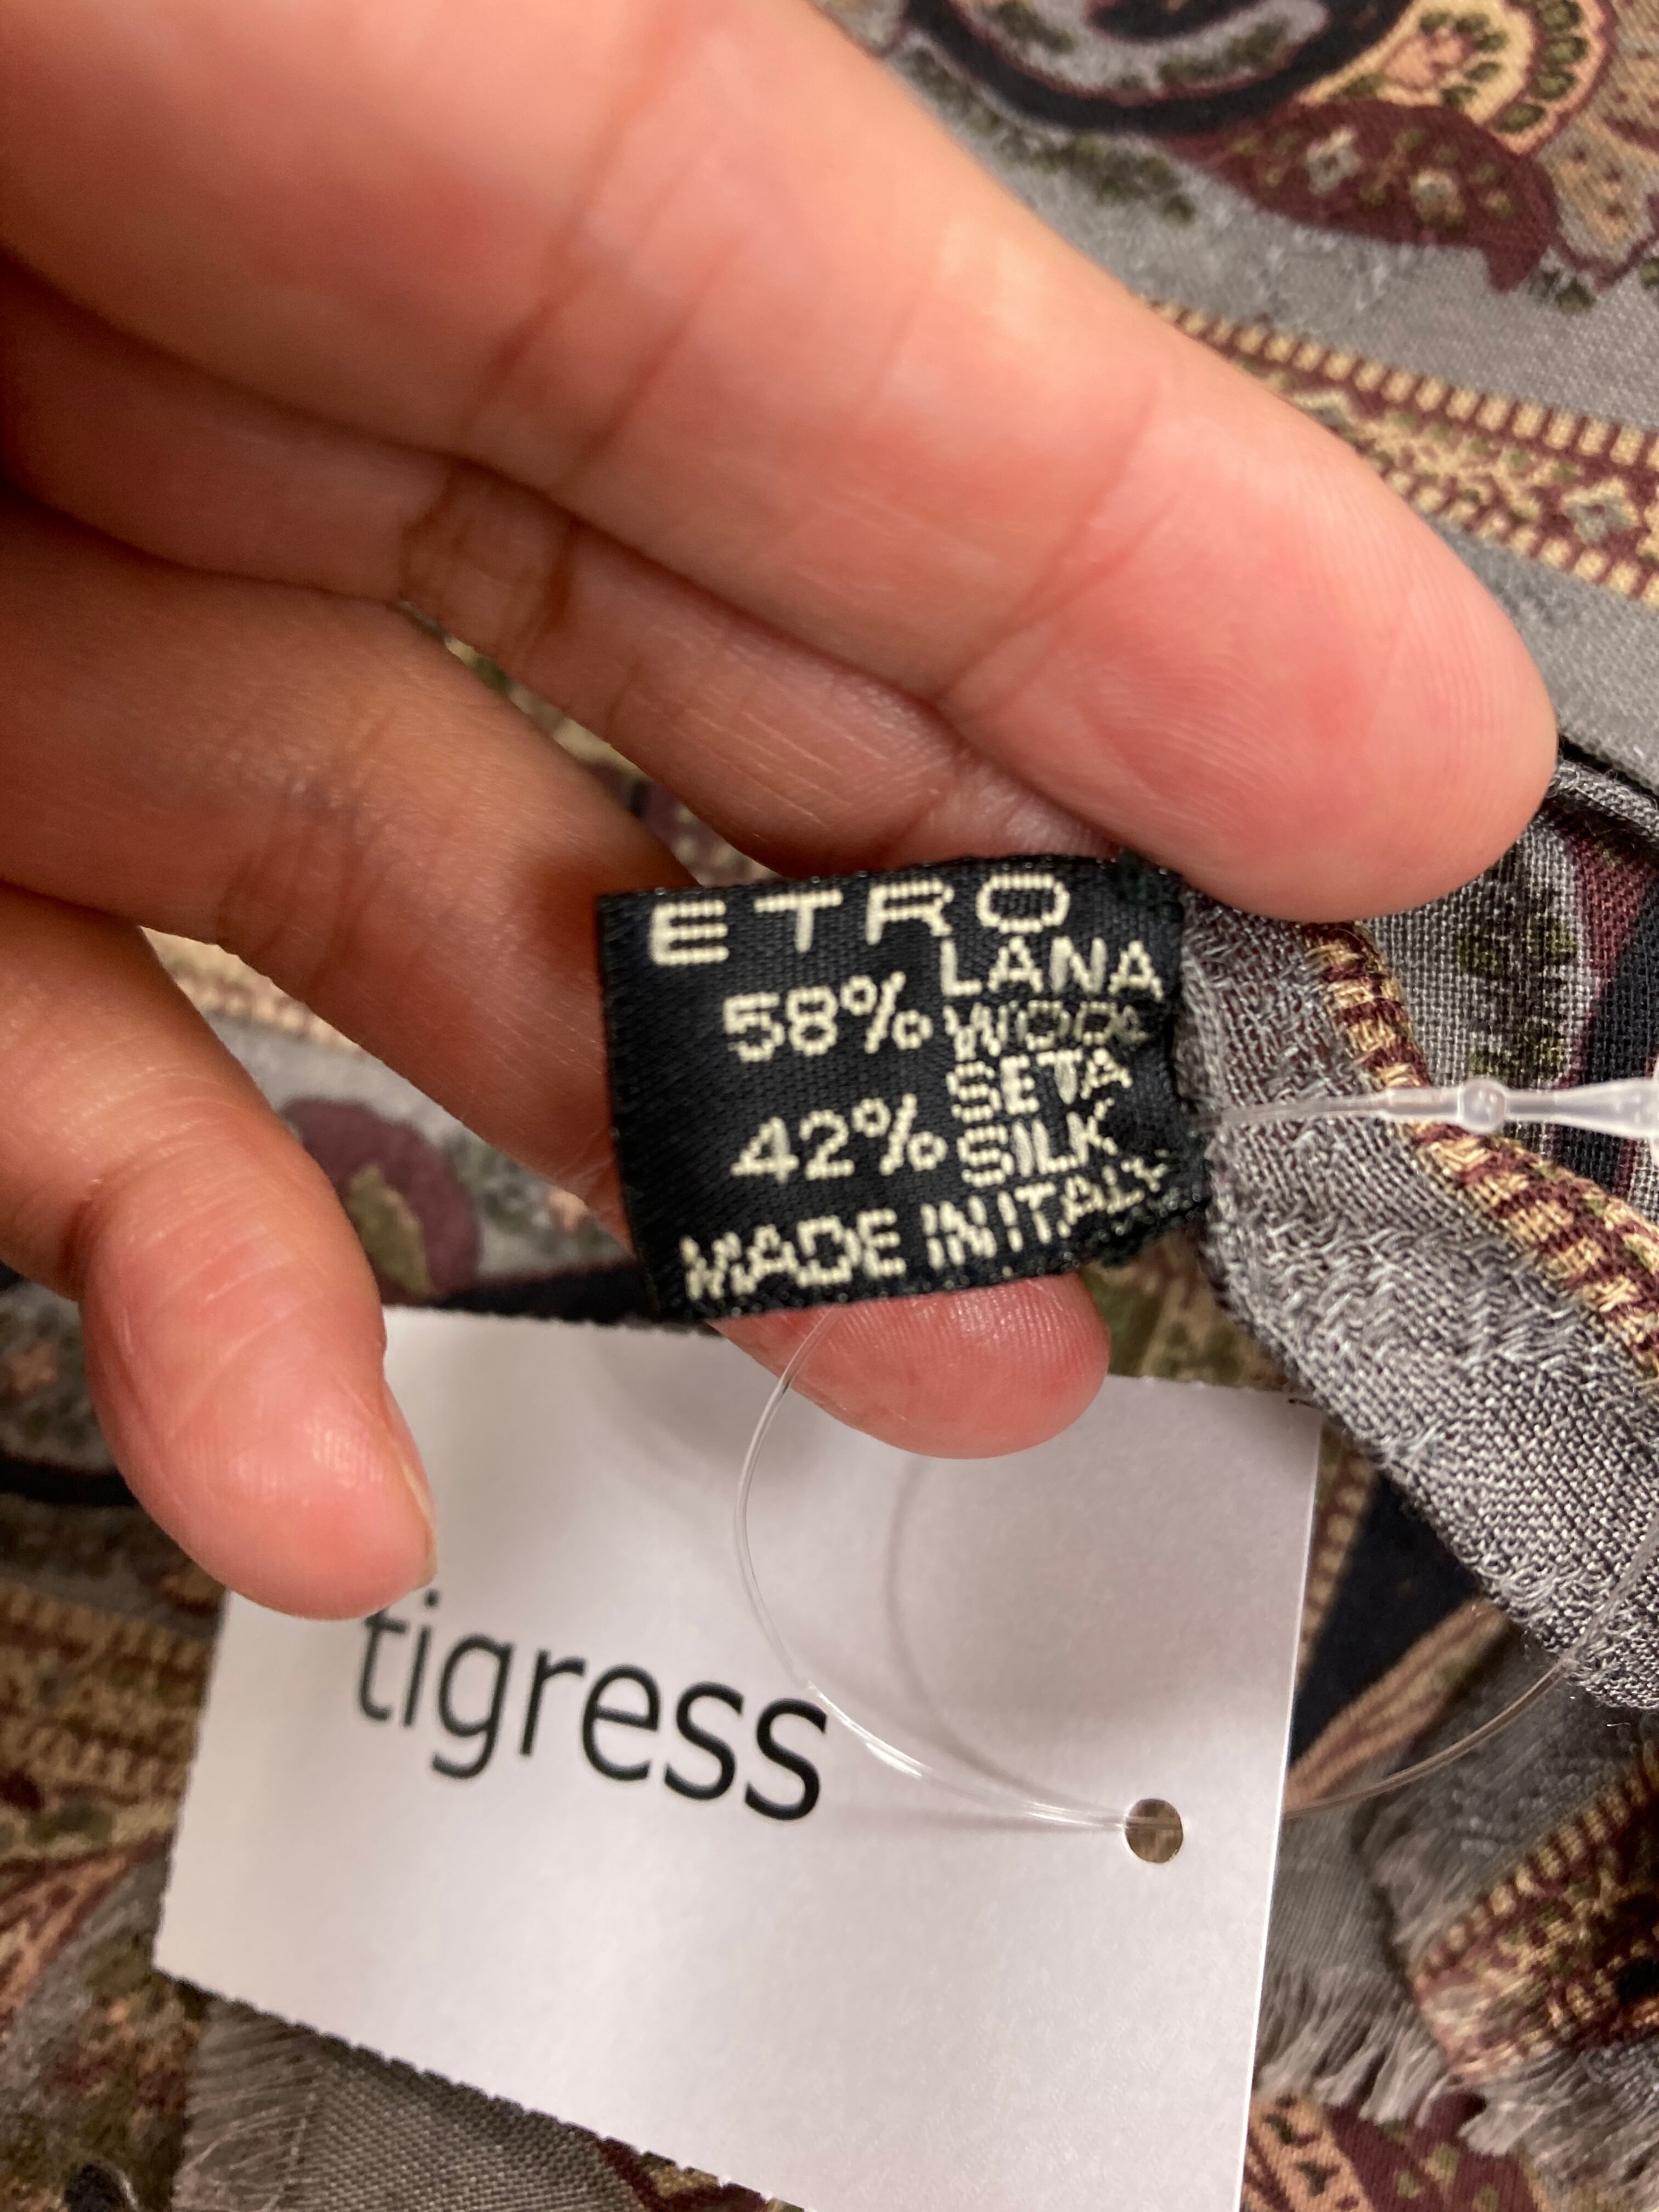 ETRO
58% LANA
WOOL
42% SETA
SILK
MADE IN ITALY
tigress